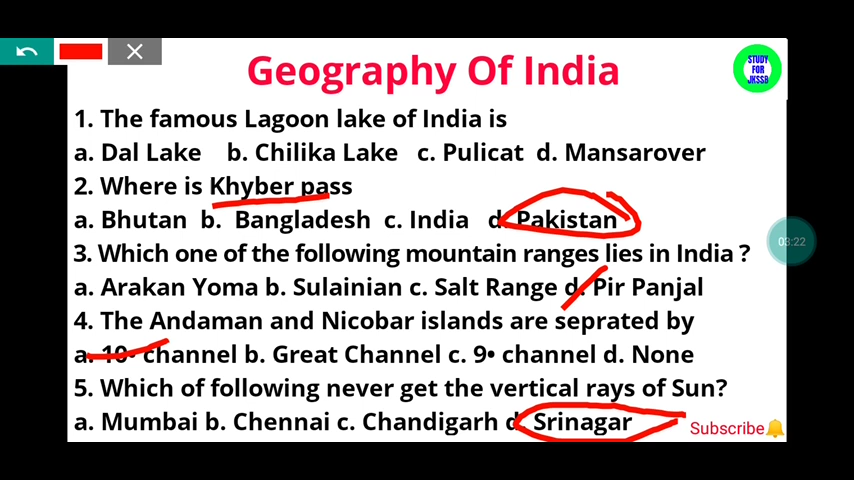 Geography Of India
STUDY
FOR
JKSSB
1. The famous Lagoon lake of India is
a. Dal Lake b. Chilika Lake c. Pulicat d. Mansarover
2. Where is Khyber pass
a. Bhutan b. Bangladesh c. India d. Pakistan
03:22
3. Which one of the following mountain ranges lies in India ?
a. Arakan Yoma b. Sulainian c. Salt Range d. Pir Panjal
4. The Andaman and Nicobar islands are seprated by
a. 10• channel b. Great Channel c. 9• channel d. None
5. Which of following never get the vertical rays of Sun?
a. Mumbai b. Chennai c. Chandigarh d. Srinagar
Subscribe